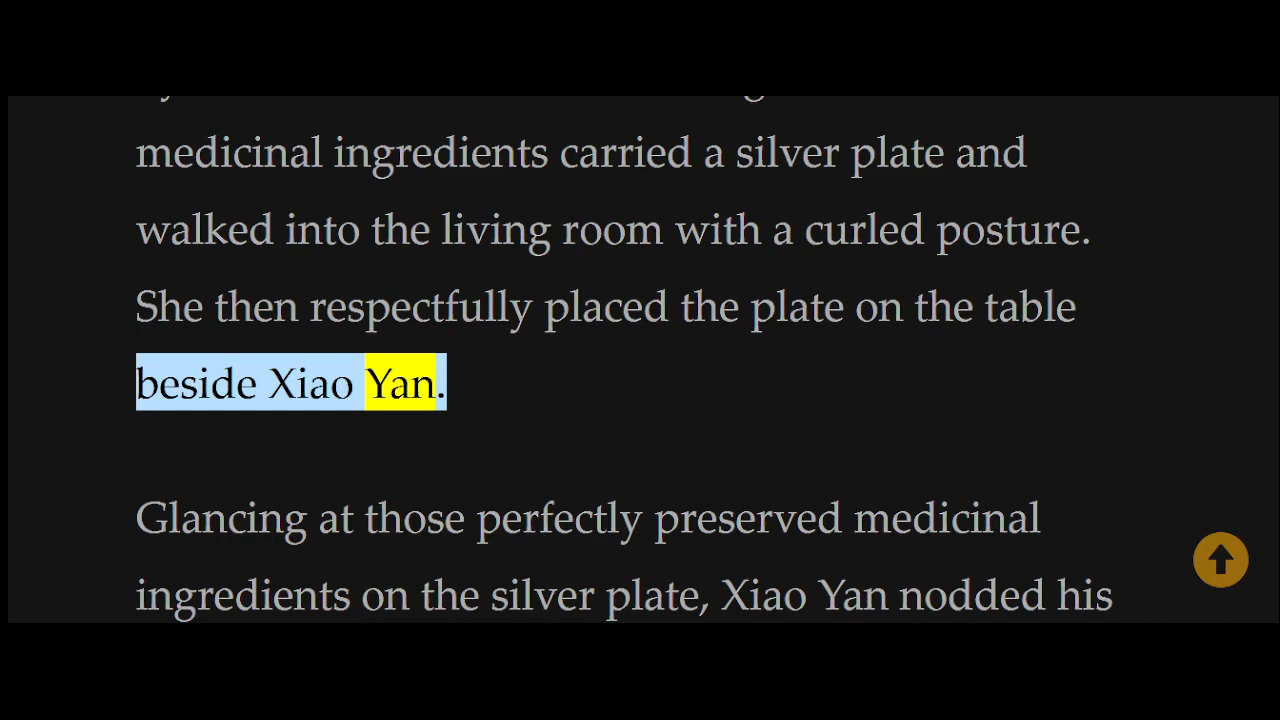 medicinal ingredients carried a silver plate and
walked into the living room with a curled posture.
She then respectfully placed the plate on the table
beside Xiao Yan.
Glancing at those perfectly preserved medicinal
ingredients on the silver plate, Xiao Yan nodded his